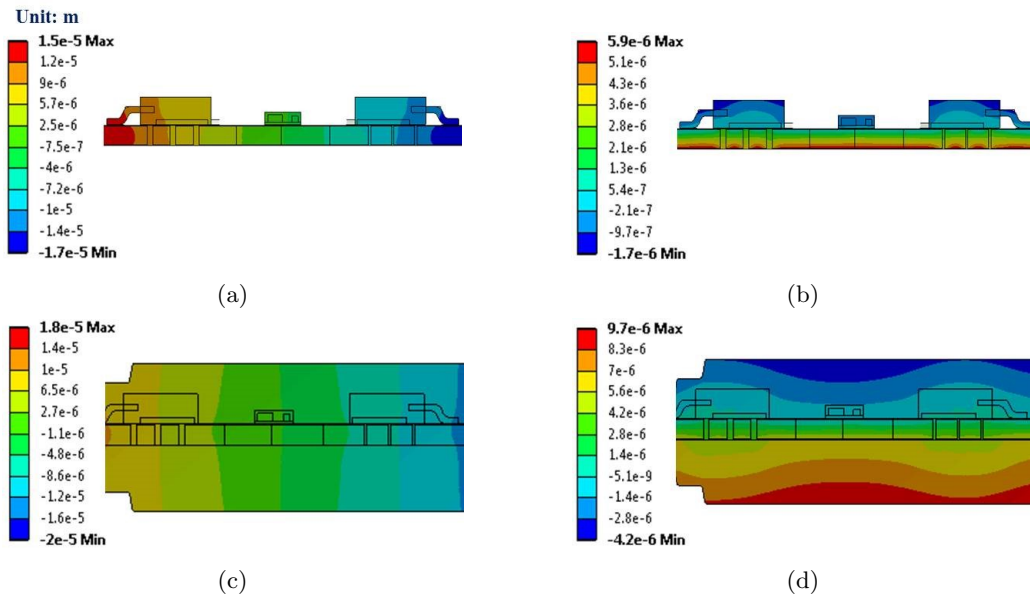 Unit: m
1.5e-5 Max
1.2e-5
9e-6
5.7e-6
2.5e-6
-7.5e-7
-4e-6
-7.2e-6
-1e-5
-1.4e-5
-1.7e-5 Min
(a)
5.9e-6 Max
5.1e-6
4.3e-6
3.6e-6
2.8e-6
2.1e-6
1.3e-6
5.4e-7
-2.1e-7
-9.7e-7
-1.7e-6 Min
(b)
1.8e-5 Max
1.4e-5
1e-5
6.5e-6
2.7e-6
-1.1e-6
-4.8e-6
-8.6e-6
-1.2e-5
-1.6e-5
-2e-5 Min
(c)
9.7e-6 Max
8.3e-6
7e-6
5.6e-6
4.2e-6
2.8e-6
1.4e-6
-5.1e-9
-1.4e-6
-2.8e-6
-4.2e-6 Min
(d)